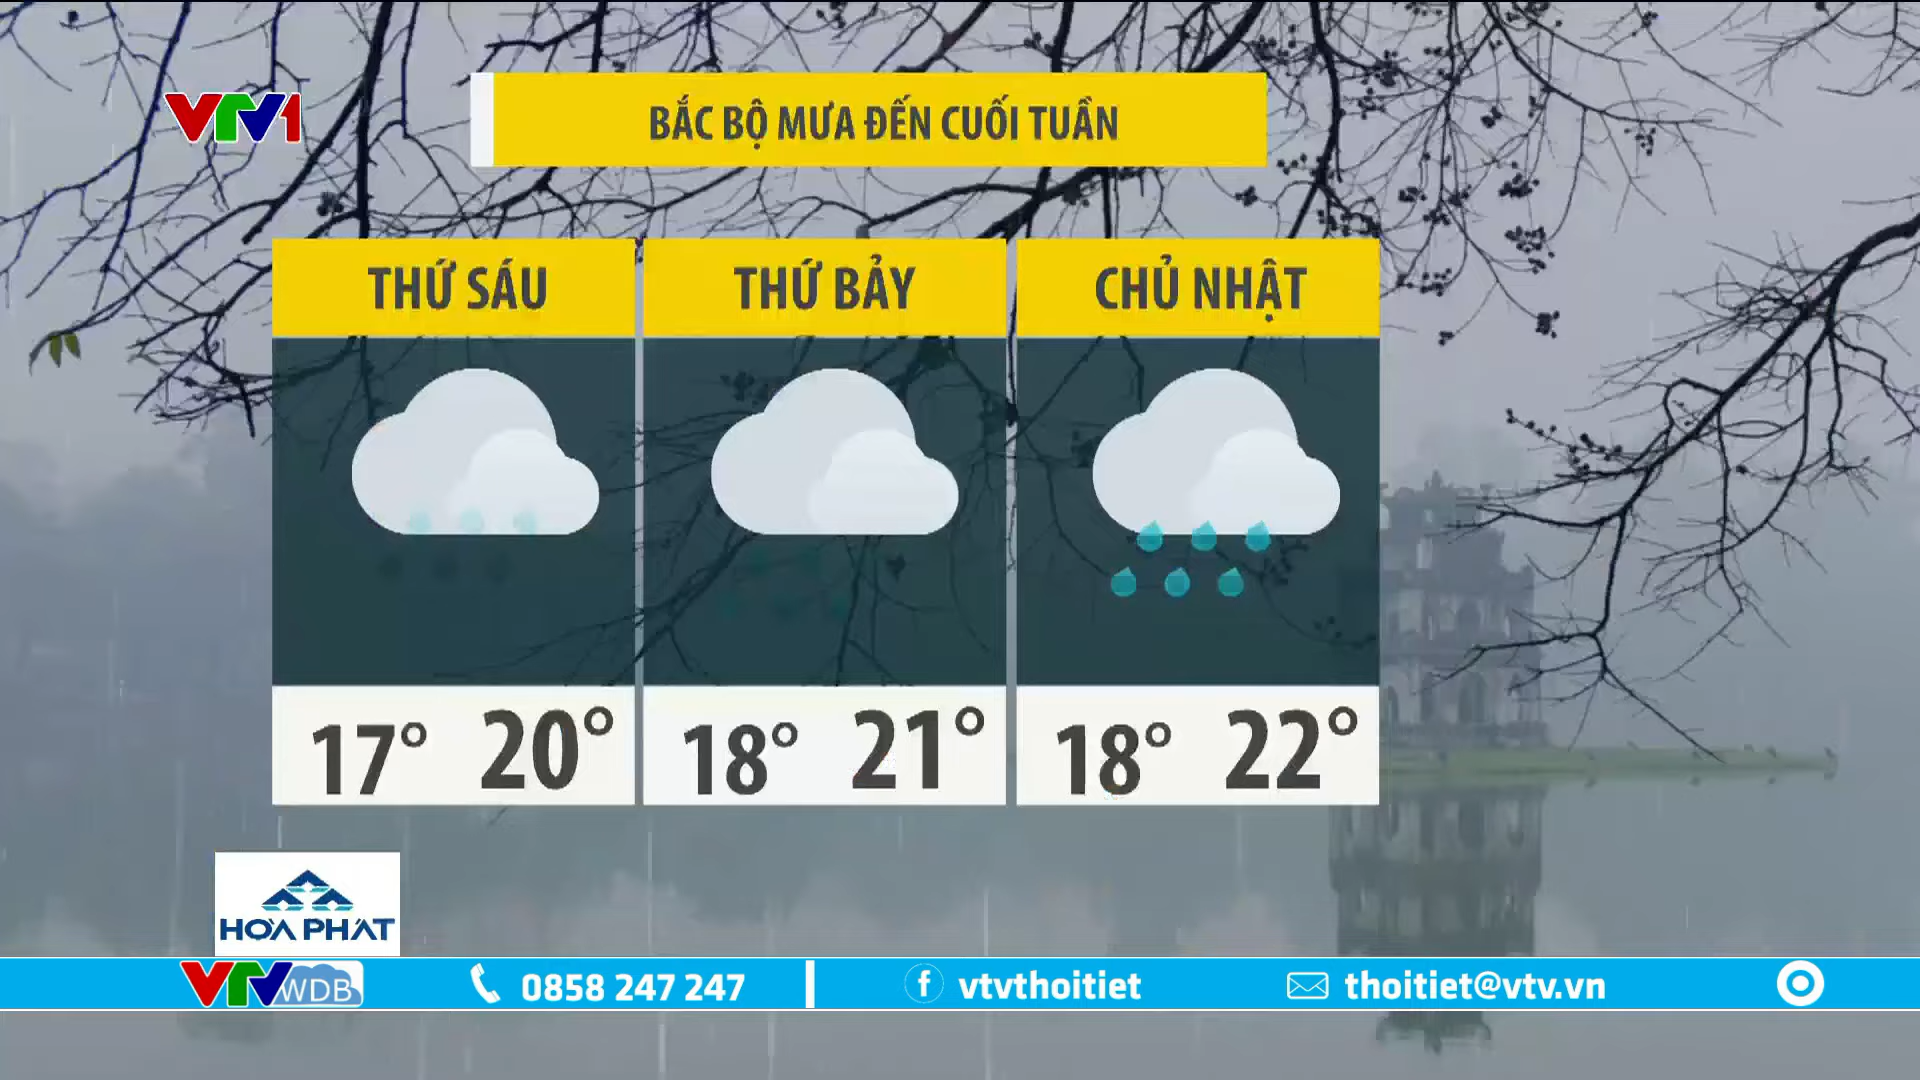 VTV1
BẮC BỘ MƯA ĐẾN CUỐI TUẦN
THỨ SÁU
THỨ BẢY
CHỦ NHẬT
17° 20°
18° 21°
18° 22°
HÒA PHÁT
VTV WDB
0858 247 247
vtvthoitiet
thoitiet@vtv.vn